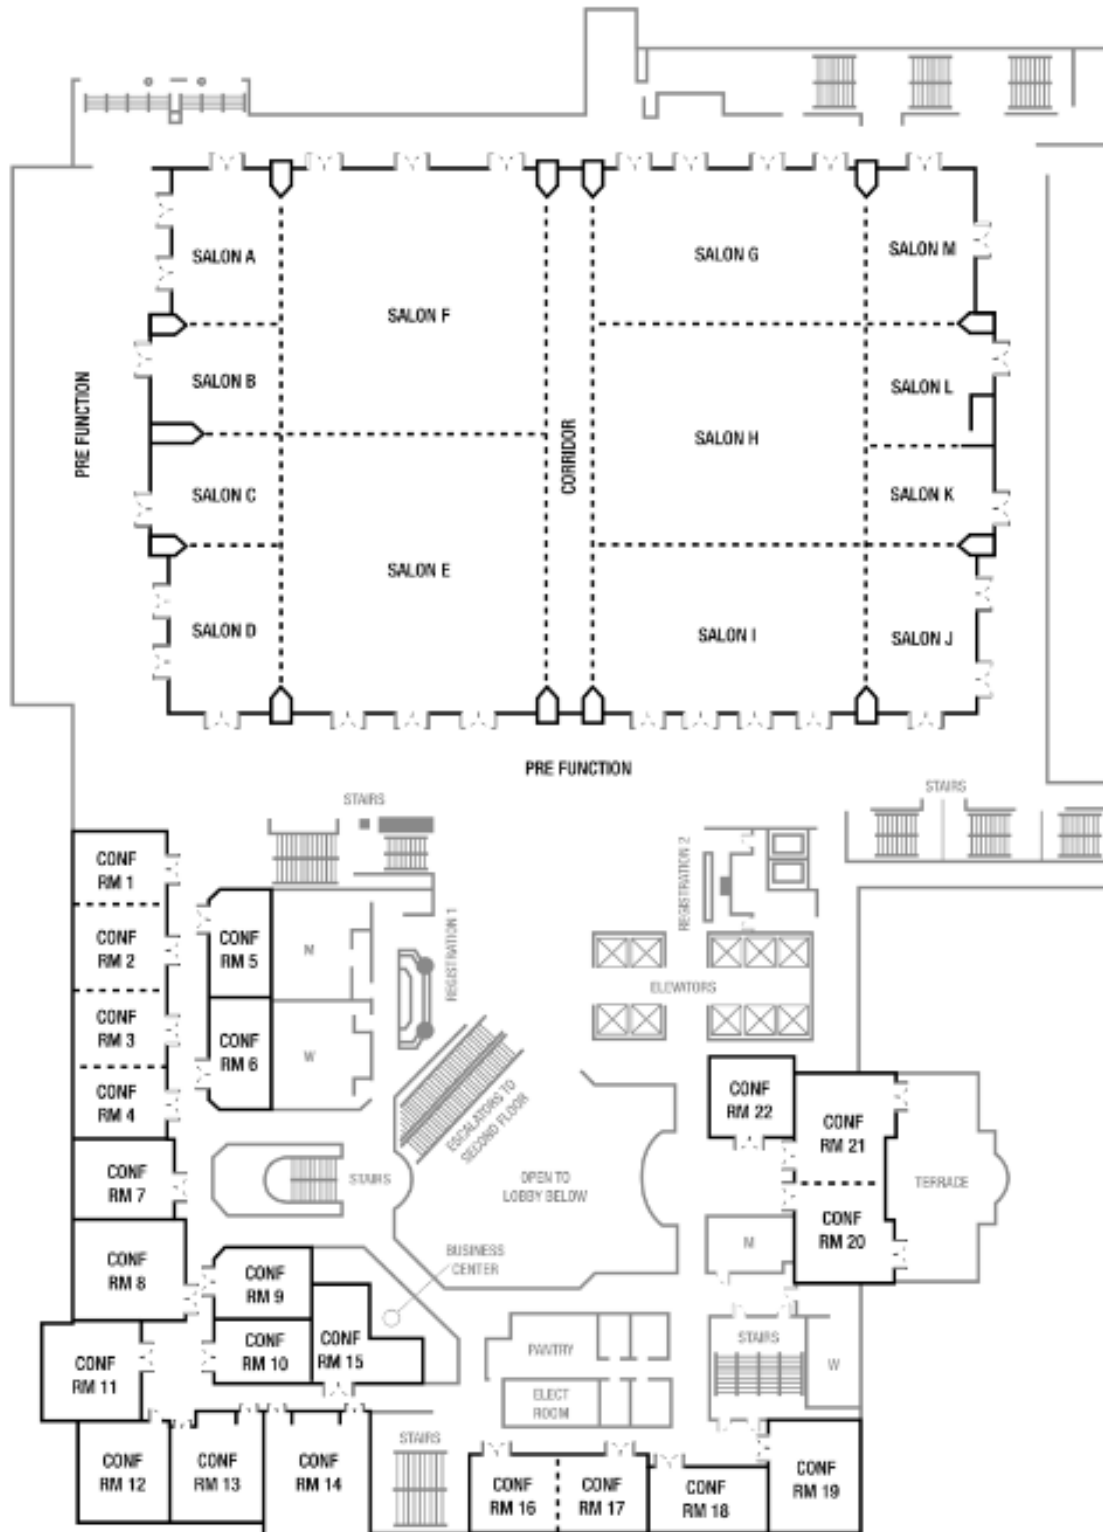 SALON A
SALON G
SALON M
SALON F
SALON B
SALON L
PRE FUNCTION
CORRIDOR
SALON H
SALON C
SALON K
SALON E
SALON D
SALON I
SALON J
PRE FUNCTION
STAIRS
STAIRS
CONF
RM 1
CONF
RM 2
CONF
RM 3
CONF
RM 4
CONF
RM 5
CONF
RM 6
M
W
REGISTRATION 1
REGISTRATION 2
ELEVATORS
ESCALATORS TO
SECOND FLOOR
CONF
RM 22
CONF
RM 21
CONF
RM 20
TERRACE
CONF
RM 7
STAIRS
OPEN TO
LOBBY BELOW
M
CONF
RM 8
CONF
RM 9
BUSINESS
CENTER
CONF
RM 10
CONF
RM 15
PANTRY
STAIRS
W
CONF
RM 11
ELECT
ROOM
CONF
RM 12
CONF
RM 13
CONF
RM 14
STAIRS
CONF
RM 16
CONF
RM 17
CONF
RM 18
CONF
RM 19